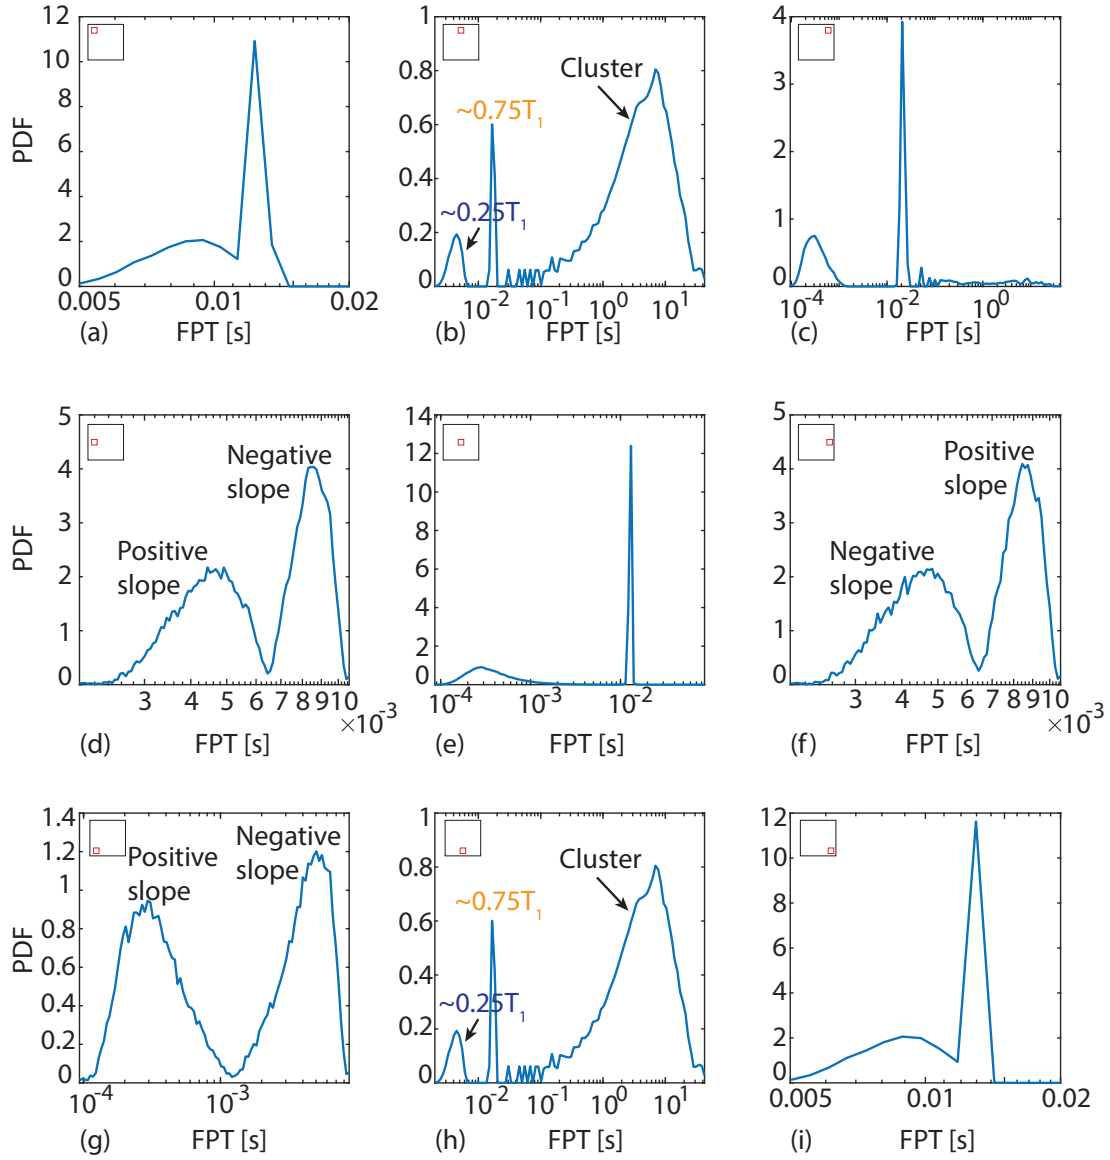 12
10
8
6
4
2
0
PDF
0.005
0.01
0.02
(a)
FPT [s]
1
0.8
0.6
0.4
0.2
0
Cluster
~0.75T₁
~0.25T₁
10⁻²
10⁻¹
10⁰
10¹
(b)
FPT [s]
4
3
2
1
0
10⁻⁴
10⁻²
10⁰
(c)
FPT [s]
5
4
3
2
1
0
PDF
Negative
slope
Positive
slope
3 4 5 6 7 8 9 10
×10⁻³
(d)
FPT [s]
14
12
10
8
6
4
2
0
10⁻⁴
10⁻³
10⁻²
(e)
FPT [s]
5
4
3
2
1
0
Positive
slope
Negative
slope
3 4 5 6 7 8 9 10
×10⁻³
(f)
FPT [s]
1.4
1.2
1
0.8
0.6
0.4
0.2
0
PDF
Negative
slope
Positive
slope
10⁻⁴
10⁻³
(g)
FPT [s]
1
0.8
0.6
0.4
0.2
0
Cluster
~0.75T₁
~0.25T₁
10⁻²
10⁻¹
10⁰
10¹
(h)
FPT [s]
12
10
8
6
4
2
0
0.005
0.01
0.02
(i)
FPT [s]